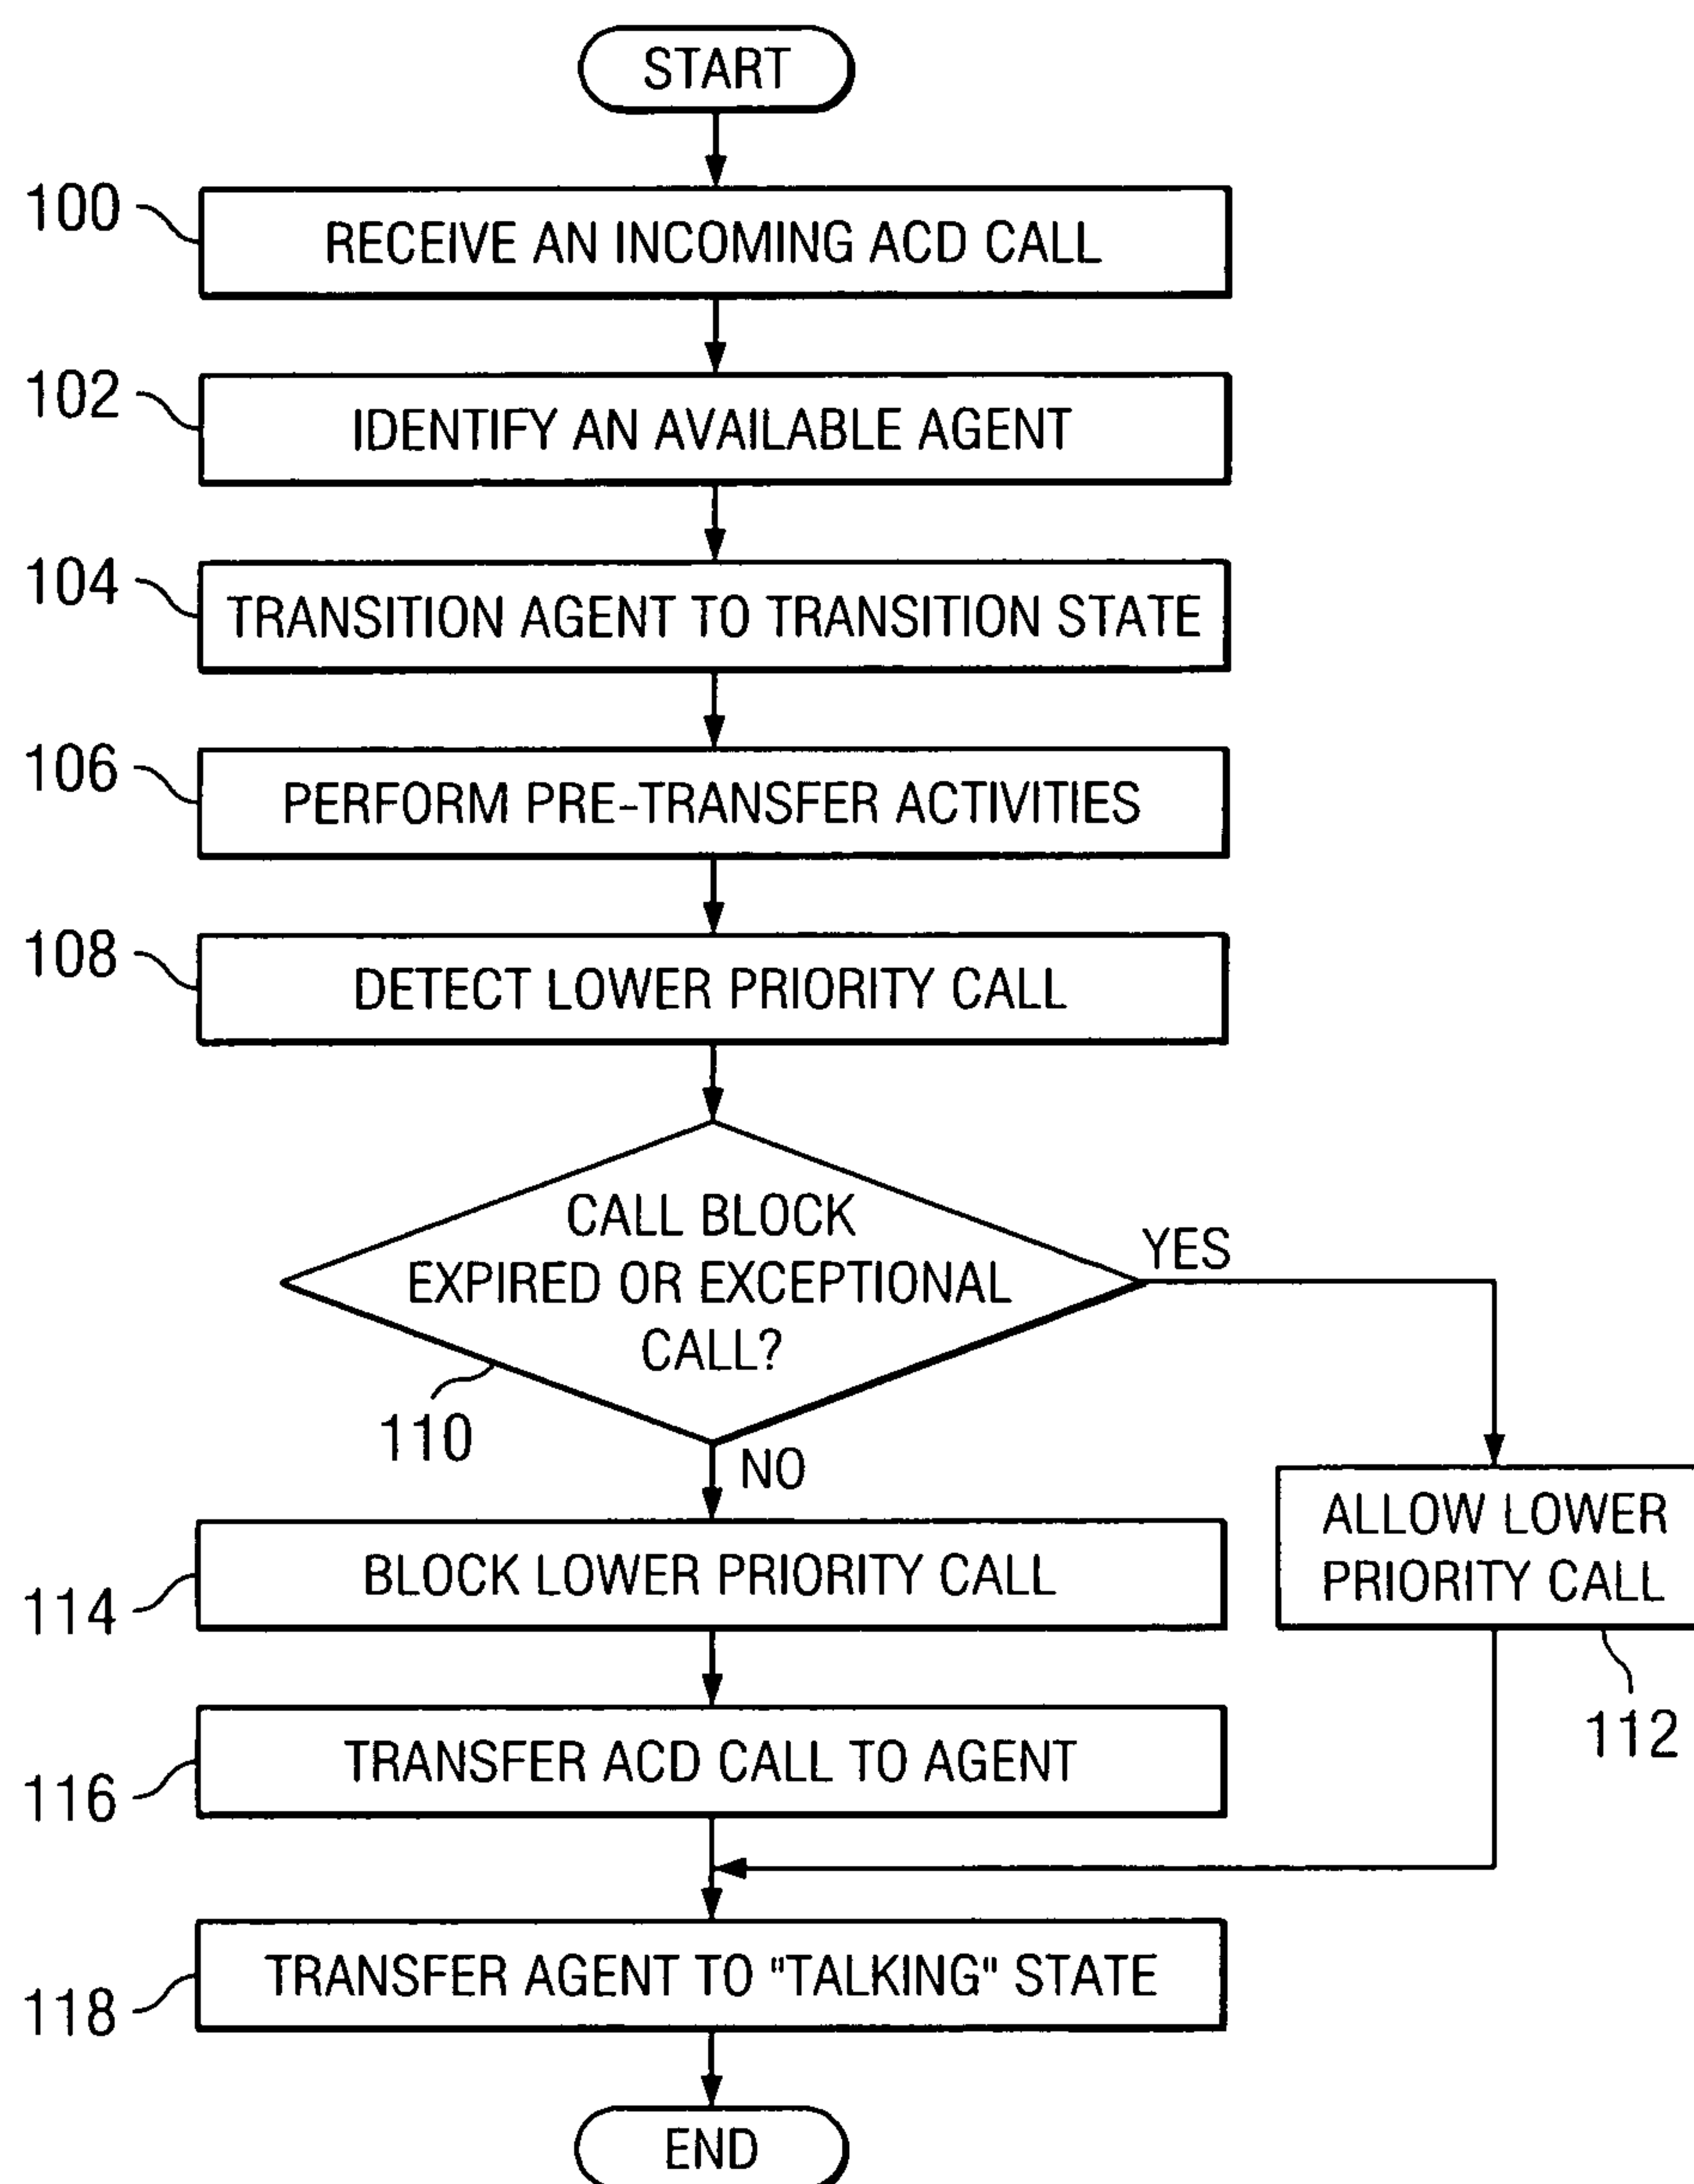 START
100
RECEIVE AN INCOMING ACD CALL
102
IDENTIFY AN AVAILABLE AGENT
104
TRANSITION AGENT TO TRANSITION STATE
106
PERFORM PRE-TRANSFER ACTIVITIES
108
DETECT LOWER PRIORITY CALL
CALL BLOCK
EXPIRED OR EXCEPTIONAL
CALL?
YES
110
NO
ALLOW LOWER
PRIORITY CALL
112
114
BLOCK LOWER PRIORITY CALL
116
TRANSFER ACD CALL TO AGENT
118
TRANSFER AGENT TO "TALKING" STATE
END